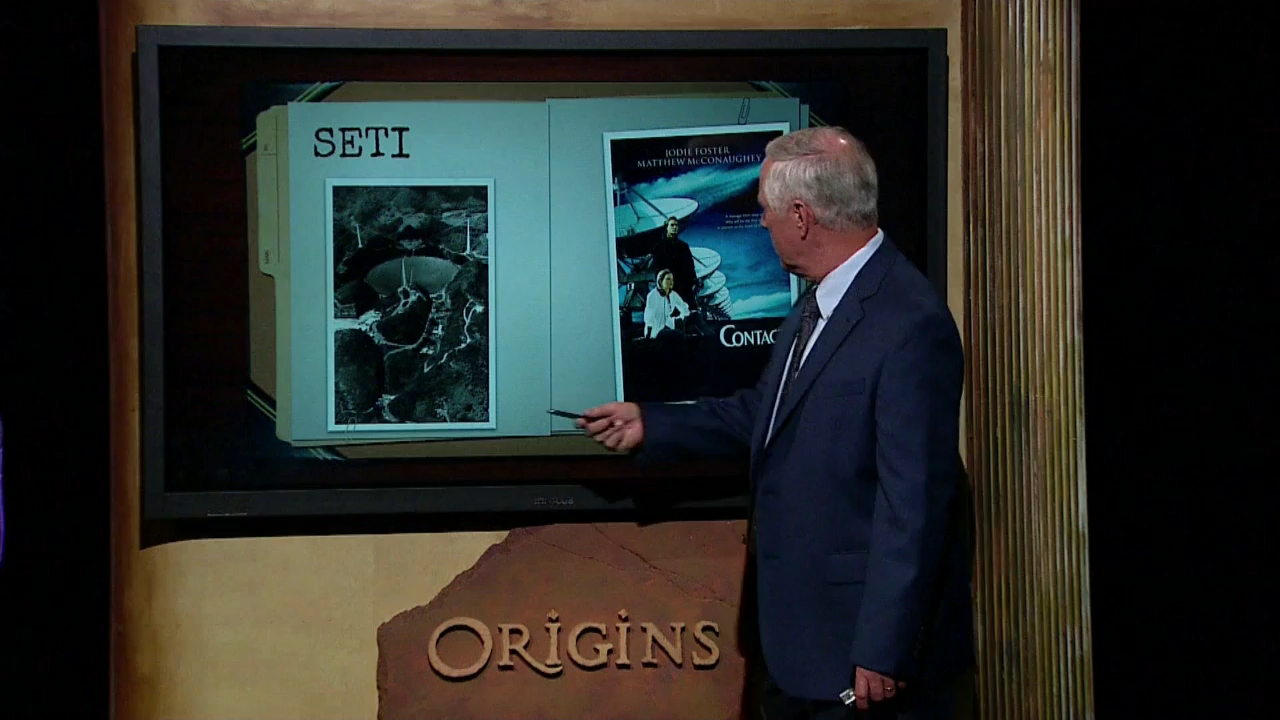 SETI
JODIE FOSTER
MATTHEW McCONAUGHEY
CONTAC
ORIGINS